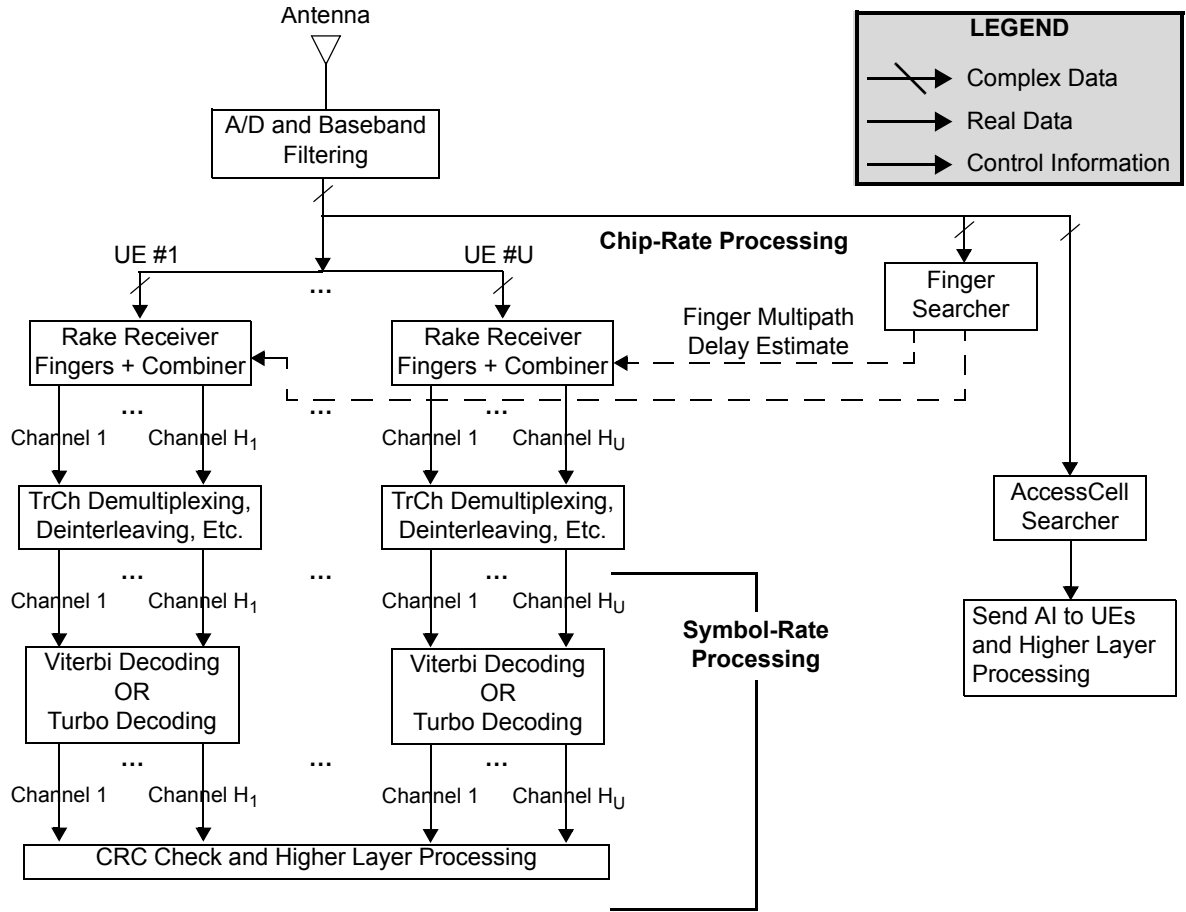 Antenna
LEGEND
Complex Data
Real Data
Control Information
A/D and Baseband
Filtering
Chip-Rate Processing
UE #1
UE #U
...
Finger
Searcher
Finger Multipath
Delay Estimate
Rake Receiver
Fingers + Combiner
Rake Receiver
Fingers + Combiner
... ... ...
Channel 1 Channel H1 Channel 1 Channel HU
TrCh Demultiplexing,
Deinterleaving, Etc.
TrCh Demultiplexing,
Deinterleaving, Etc.
AccessCell
Searcher
... ... ...
Channel 1 Channel H1 Channel 1 Channel HU
Symbol-Rate
Processing
Send AI to UEs
and Higher Layer
Processing
Viterbi Decoding
OR
Turbo Decoding
Viterbi Decoding
OR
Turbo Decoding
... ... ...
Channel 1 Channel H1 Channel 1 Channel HU
CRC Check and Higher Layer Processing